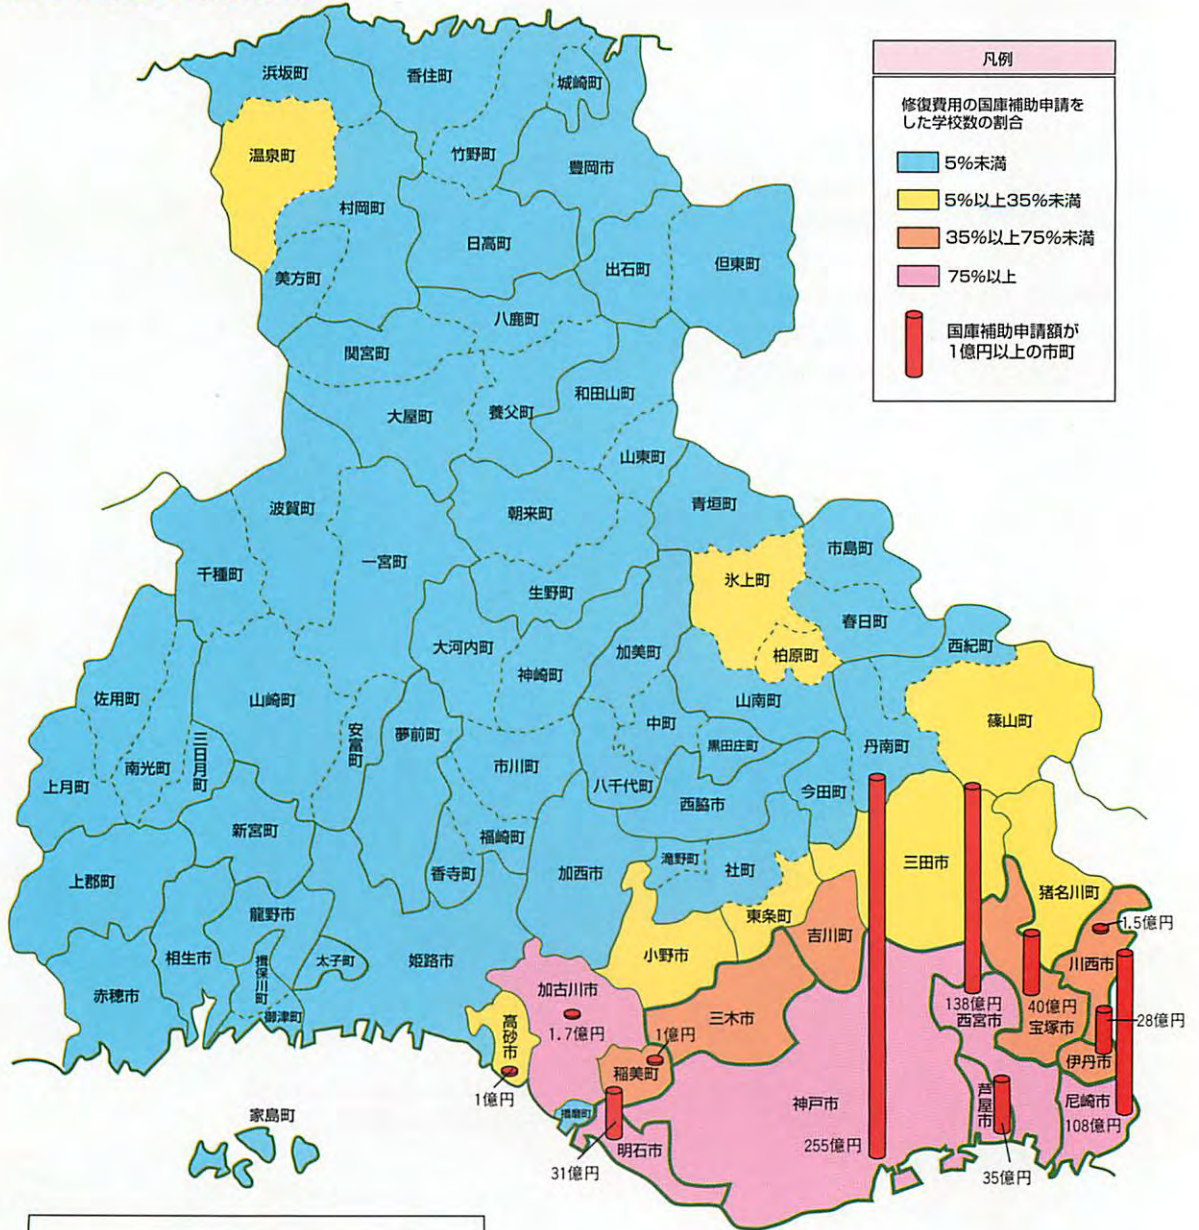 凡例
修復費用の国庫補助申請を
した学校数の割合
5%未満
5%以上35%未満
35%以上75%未満
75%以上
国庫補助申請額が
1億円以上の市町
浜坂町
香住町
城崎町
温泉町
竹野町
豊岡市
村岡町
日高町
出石町
但東町
美方町
八鹿町
関宮町
和田山町
大屋町
養父町
山東町
波賀町
朝来町
青垣町
市島町
千種町
一宮町
生野町
氷上町
春日町
大河内町
加美町
柏原町
西紀町
神崎町
佐用町
山崎町
山南町
篠山町
中町
安富町
夢前町
黒田庄町
丹南町
南光町
三日月町
市川町
上月町
八千代町
西脇市
今田町
新宮町
福崎町
滝野町
社町
三田市
上郡町
香寺町
加西市
猪名川町
龍野市
東条町
吉川町
1.5億円
相生市
揖保川町
太子町
姫路市
小野市
川西市
赤穂市
加古川市
138億円
西宮市
40億円
宝塚市
28億円
御津町
高砂市
1.7億円
三木市
1億円
伊丹市
稲美町
1億円
神戸市
芦屋市
尼崎市
家島町
播磨町
108億円
明石市
255億円
31億円
35億円